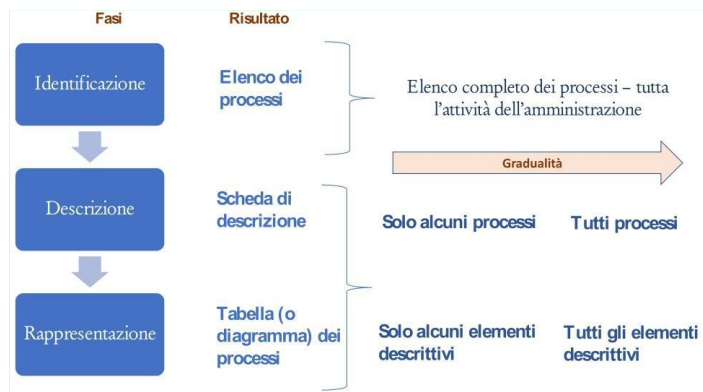 Fasi
Risultato
Identificazione
Elenco dei
processi
Elenco completo dei processi – tutta
l'attività dell'amministrazione
Gradualità
Descrizione
Scheda di
descrizione
Solo alcuni processi
Tutti processi
Rappresentazione
Tabella (o
diagramma) dei
processi
Solo alcuni elementi
descrittivi
Tutti gli elementi
descrittivi